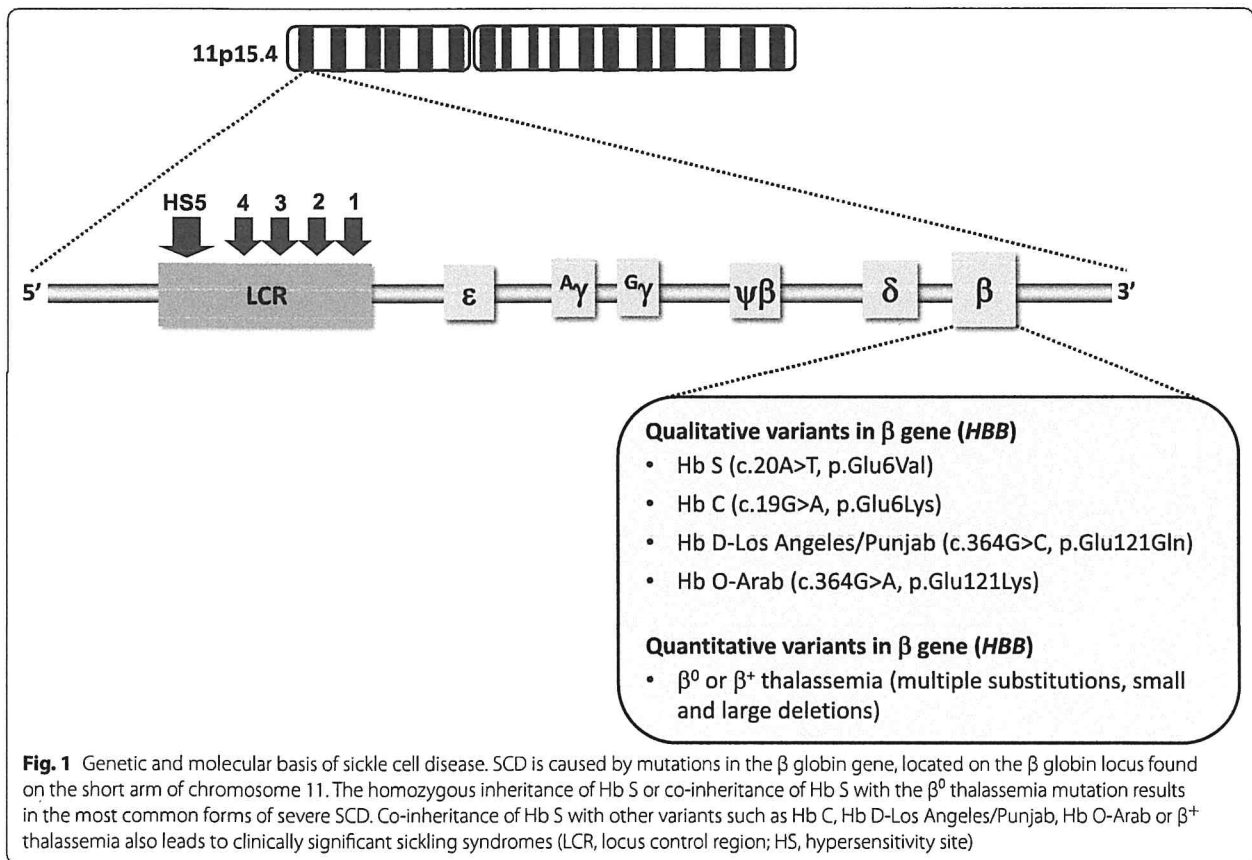 11p15.4
HS5 4 3 2 1
5’ LCR ε ᴬγ ᴳγ ψβ δ β 3’
Qualitative variants in β gene (HBB)
• Hb S (c.20A>T, p.Glu6Val)
• Hb C (c.19G>A, p.Glu6Lys)
• Hb D-Los Angeles/Punjab (c.364G>C, p.Glu121Gln)
• Hb O-Arab (c.364G>A, p.Glu121Lys)
Quantitative variants in β gene (HBB)
• β⁰ or β⁺ thalassemia (multiple substitutions, small
and large deletions)
Fig. 1 Genetic and molecular basis of sickle cell disease. SCD is caused by mutations in the β globin gene, located on the β globin locus found
on the short arm of chromosome 11. The homozygous inheritance of Hb S or co-inheritance of Hb S with the β⁰ thalassemia mutation results
in the most common forms of severe SCD. Co-inheritance of Hb S with other variants such as Hb C, Hb D-Los Angeles/Punjab, Hb O-Arab or β⁺
thalassemia also leads to clinically significant sickling syndromes (LCR, locus control region; HS, hypersensitivity site)